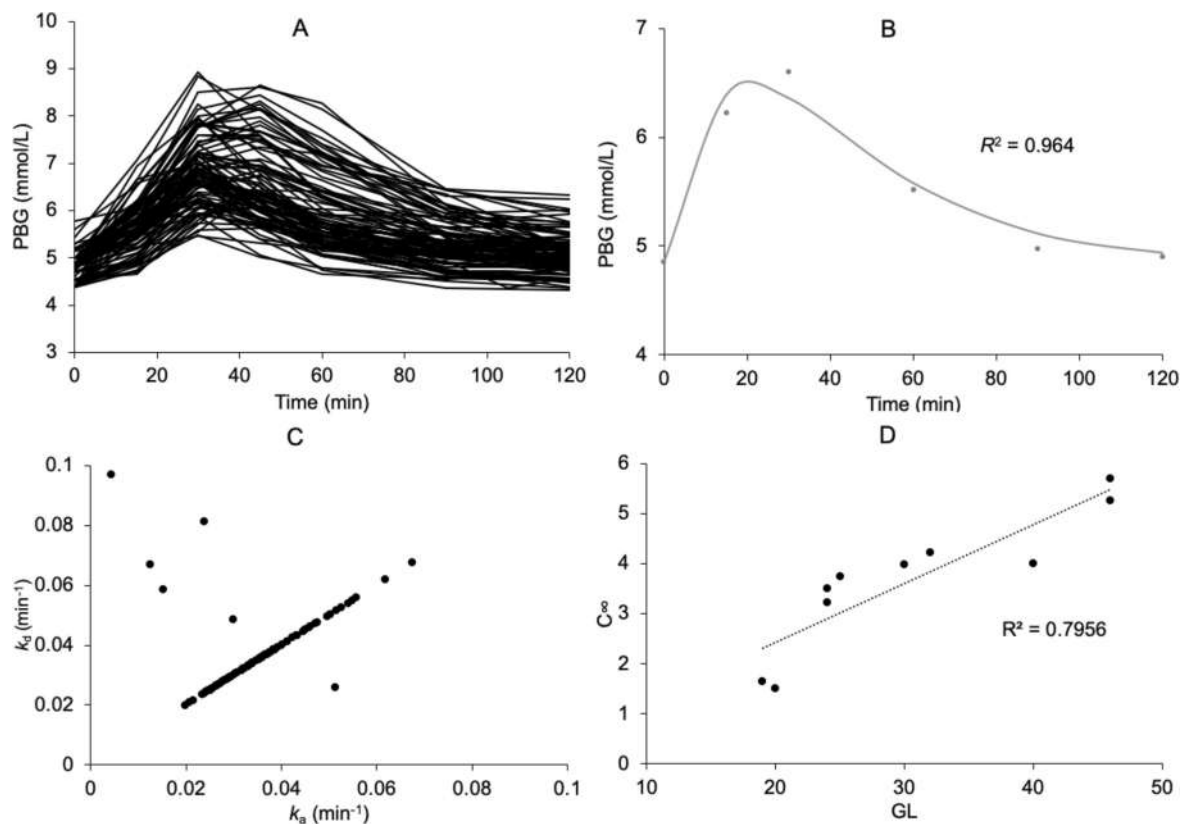 A
PBG (mmol/L)
10
9
8
7
6
5
4
3
0 20 40 60 80 100 120
Time (min)
B
PBG (mmol/L)
7
6
5
4
R² = 0.964
0 20 40 60 80 100 120
Time (min)
C
kd (min⁻¹)
0.1
0.08
0.06
0.04
0.02
0
0 0.02 0.04 0.06 0.08 0.1
ka (min⁻¹)
D
C∞
6
5
4
3
2
1
0
R² = 0.7956
10 20 30 40 50
GL